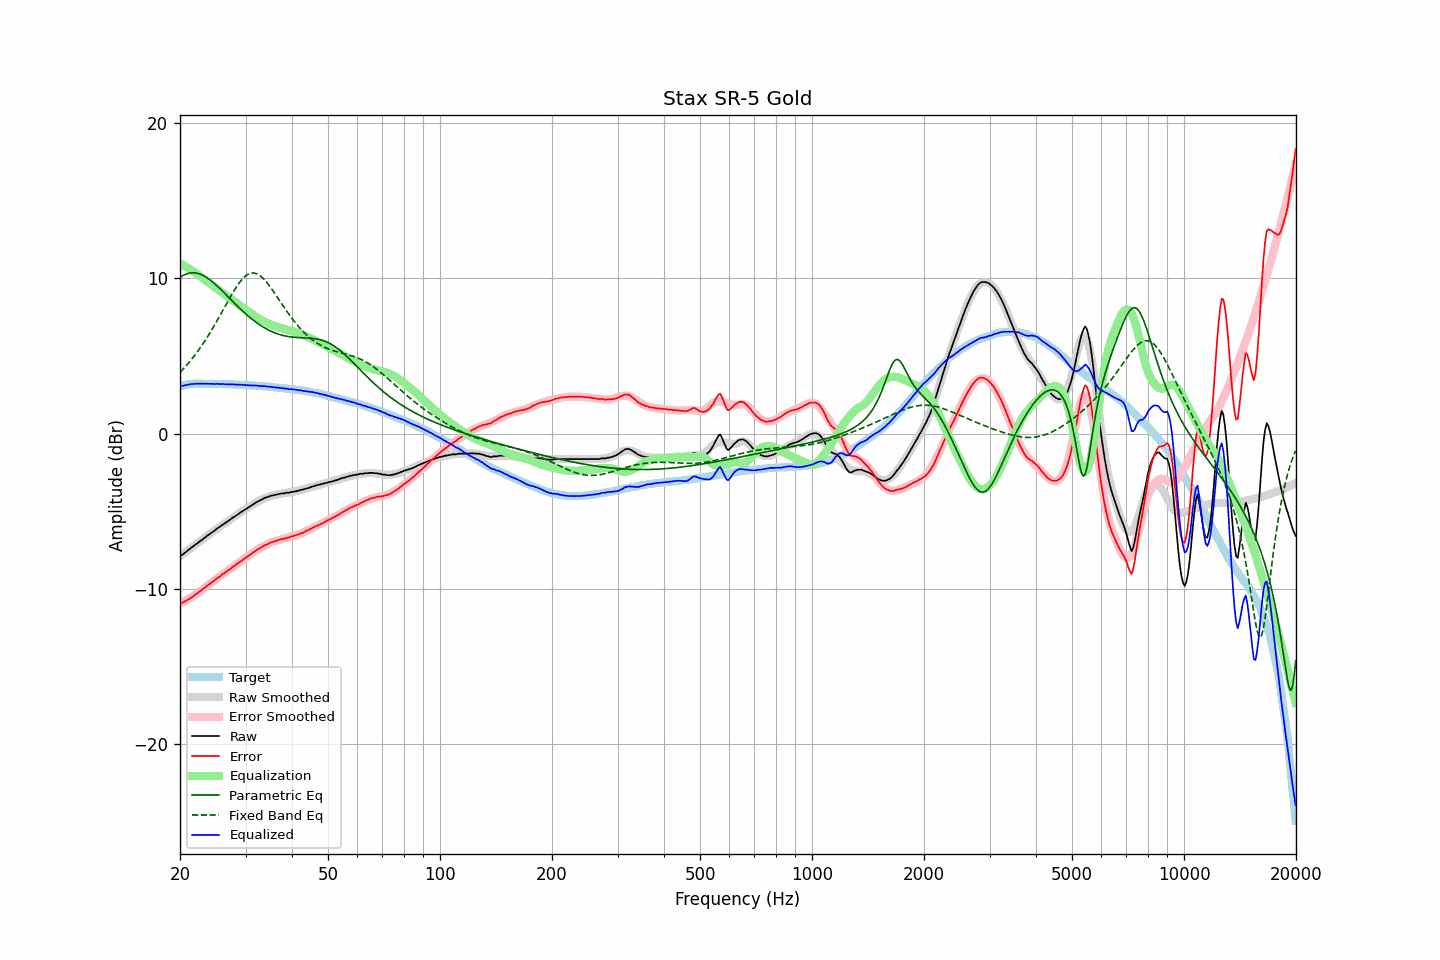 Stax SR-5 Gold
Amplitude (dBr)
20
10
0
−10
−20
Target
Raw Smoothed
Error Smoothed
Raw
Error
Equalization
Parametric Eq
Fixed Band Eq
Equalized
20 50 100 200 500 1000 2000 5000 10000 20000
Frequency (Hz)